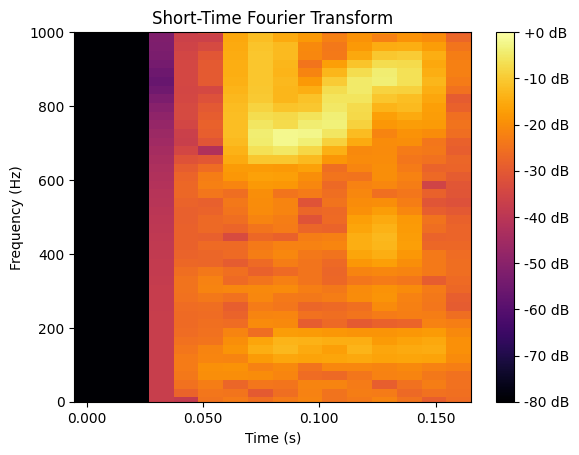 Short-Time Fourier Transform
1000
800
600
400
200
0
Frequency (Hz)
0.000
0.050
0.100
0.150
Time (s)
+0 dB
-10 dB
-20 dB
-30 dB
-40 dB
-50 dB
-60 dB
-70 dB
-80 dB